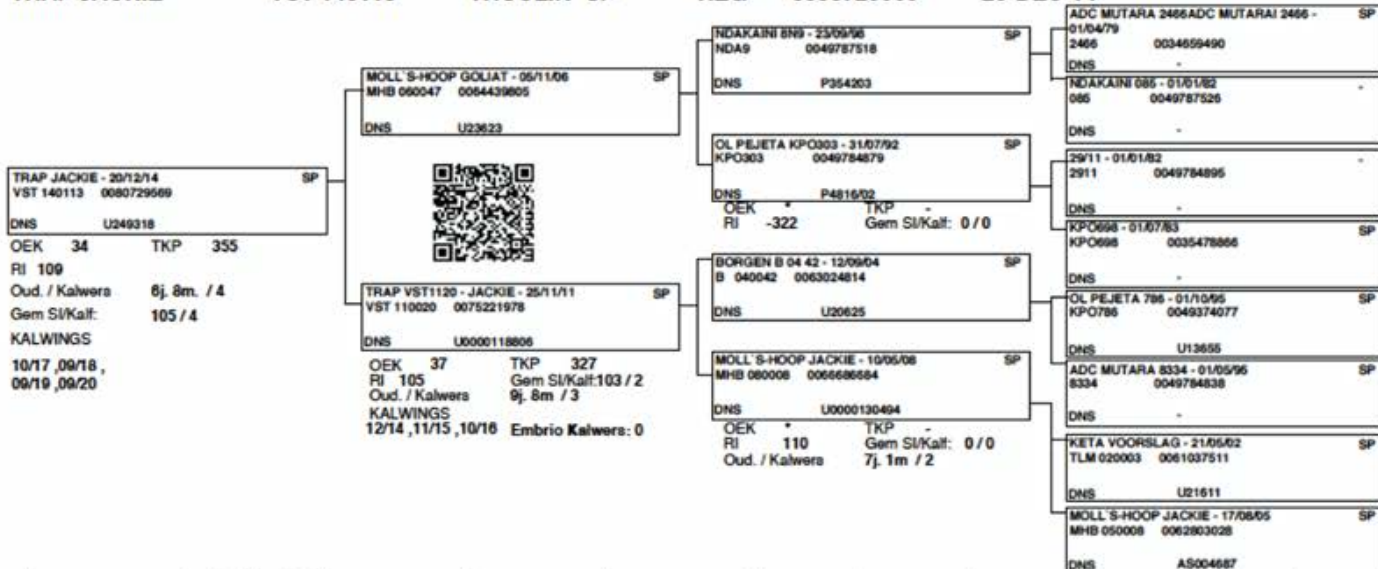 TRAP JACKIE - 20/12/14 SP
VST 140113 0080729569
DNS U249318
OEK 34 TKP 355
RI 109
Oud. / Kalwers 6j. 8m. / 4
Gem SI/Kalf: 105 / 4
KALWINGS
10/17 ,09/18 ,
09/19 ,09/20
MOLL`S-HOOP GOLIAT - 05/11/06 SP
MHB 060047 0064439805
DNS U23623
TRAP VST1120 - JACKIE - 25/11/11 SP
VST 110020 0075221978
DNS U0000118806
OEK 37 TKP 327
RI 105 Gem SI/Kalf:103 / 2
Oud. / Kalwers 9j. 8m / 3
KALWINGS
12/14 ,11/15 ,10/16 Embrio Kalwers: 0
NDAKAINI 8N9 - 23/09/98 SP
NDA9 0049787518
DNS P354203
OL PEJETA KPO303 - 31/07/92 SP
KPO303 0049784879
DNS P4816/02
OEK * TKP -
RI -322 Gem SI/Kalf: 0 / 0
BORGEN B 04 42 - 12/09/04 SP
B 040042 0063024814
DNS U20625
MOLL`S-HOOP JACKIE - 10/05/08 SP
MHB 080008 0066686584
DNS U0000130494
OEK * TKP -
RI 110 Gem SI/Kalf: 0 / 0
Oud. / Kalwers 7j. 1m / 2
ADC MUTARA 2466ADC MUTARAI 2466 - SP
01/04/79
2466 0034659490
DNS -
NDAKAINI 085 - 01/01/82 -
085 0049787526
DNS -
29/11 - 01/01/82 -
2911 0049784895
DNS -
KPO698 - 01/07/83 SP
KPO698 0035478866
DNS -
OL PEJETA 786 - 01/10/95 SP
KPO786 0049374077
DNS U13655
ADC MUTARA 8334 - 01/05/96 SP
8334 0049784838
DNS -
KETA VOORSLAG - 21/05/02 SP
TLM 020003 0061037511
DNS U21611
MOLL`S-HOOP JACKIE - 17/08/05 SP
MHB 050008 0062803028
DNS AS004687